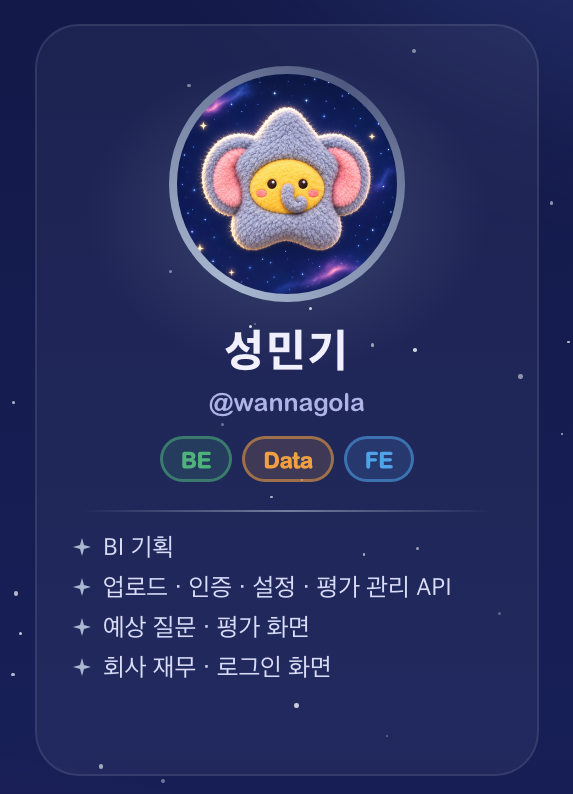 성민기
@wannagola
BE Data FE
BI 기획
업로드 · 인증 · 설정 · 평가 관리 API
예상 질문 · 평가 화면
회사 재무 · 로그인 화면